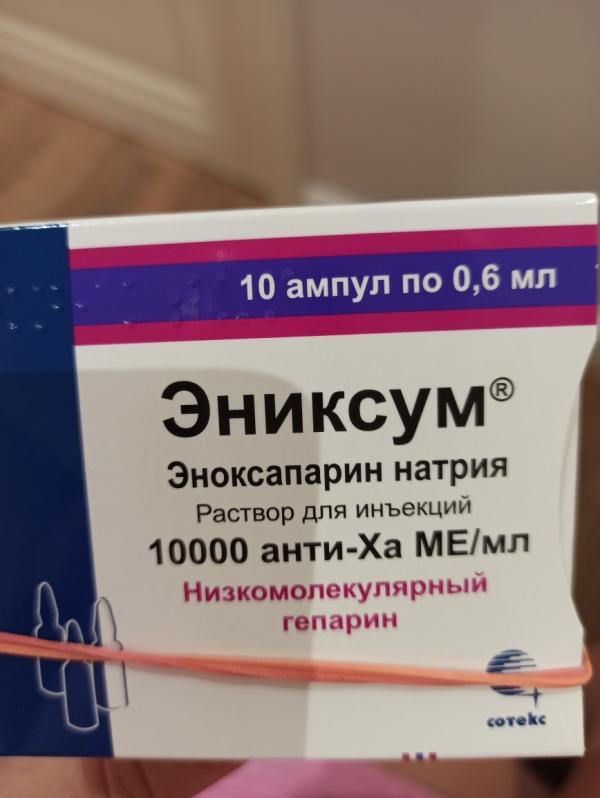 10 ампул по 0,6 мл
Эниксум®
Эноксапарин натрия
Раствор для инъекций
10000 анти-Ха МЕ/мл
Низкомолекулярный
гепарин
сотекс